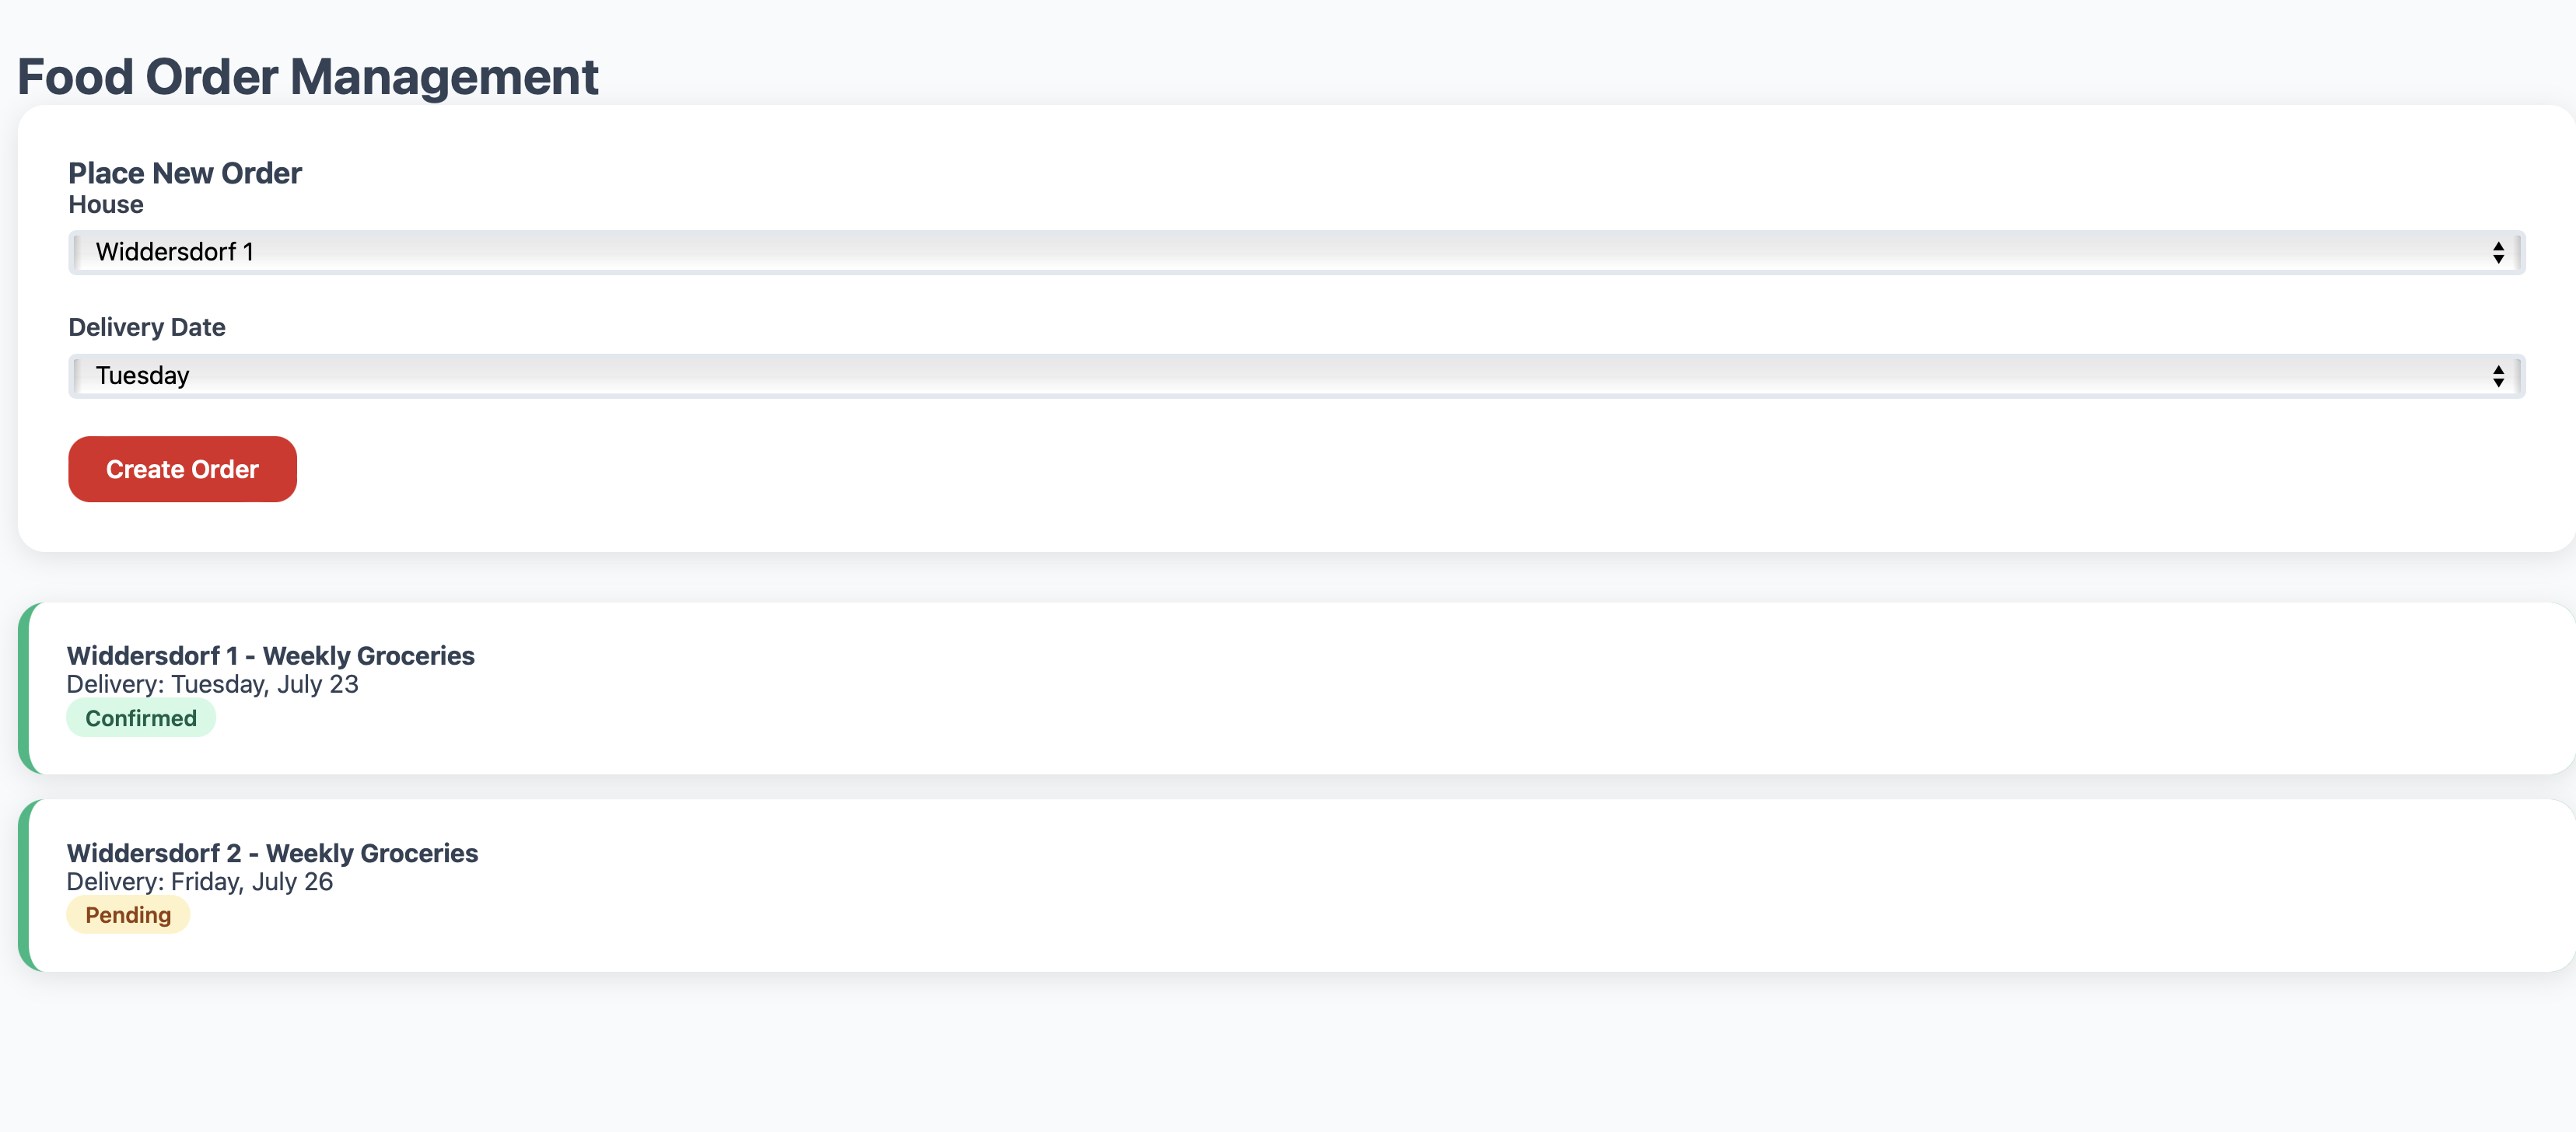 Food Order Management
Place New Order
House
Widdersdorf 1
Delivery Date
Tuesday
Create Order
Widdersdorf 1 - Weekly Groceries
Delivery: Tuesday, July 23
Confirmed
Widdersdorf 2 - Weekly Groceries
Delivery: Friday, July 26
Pending